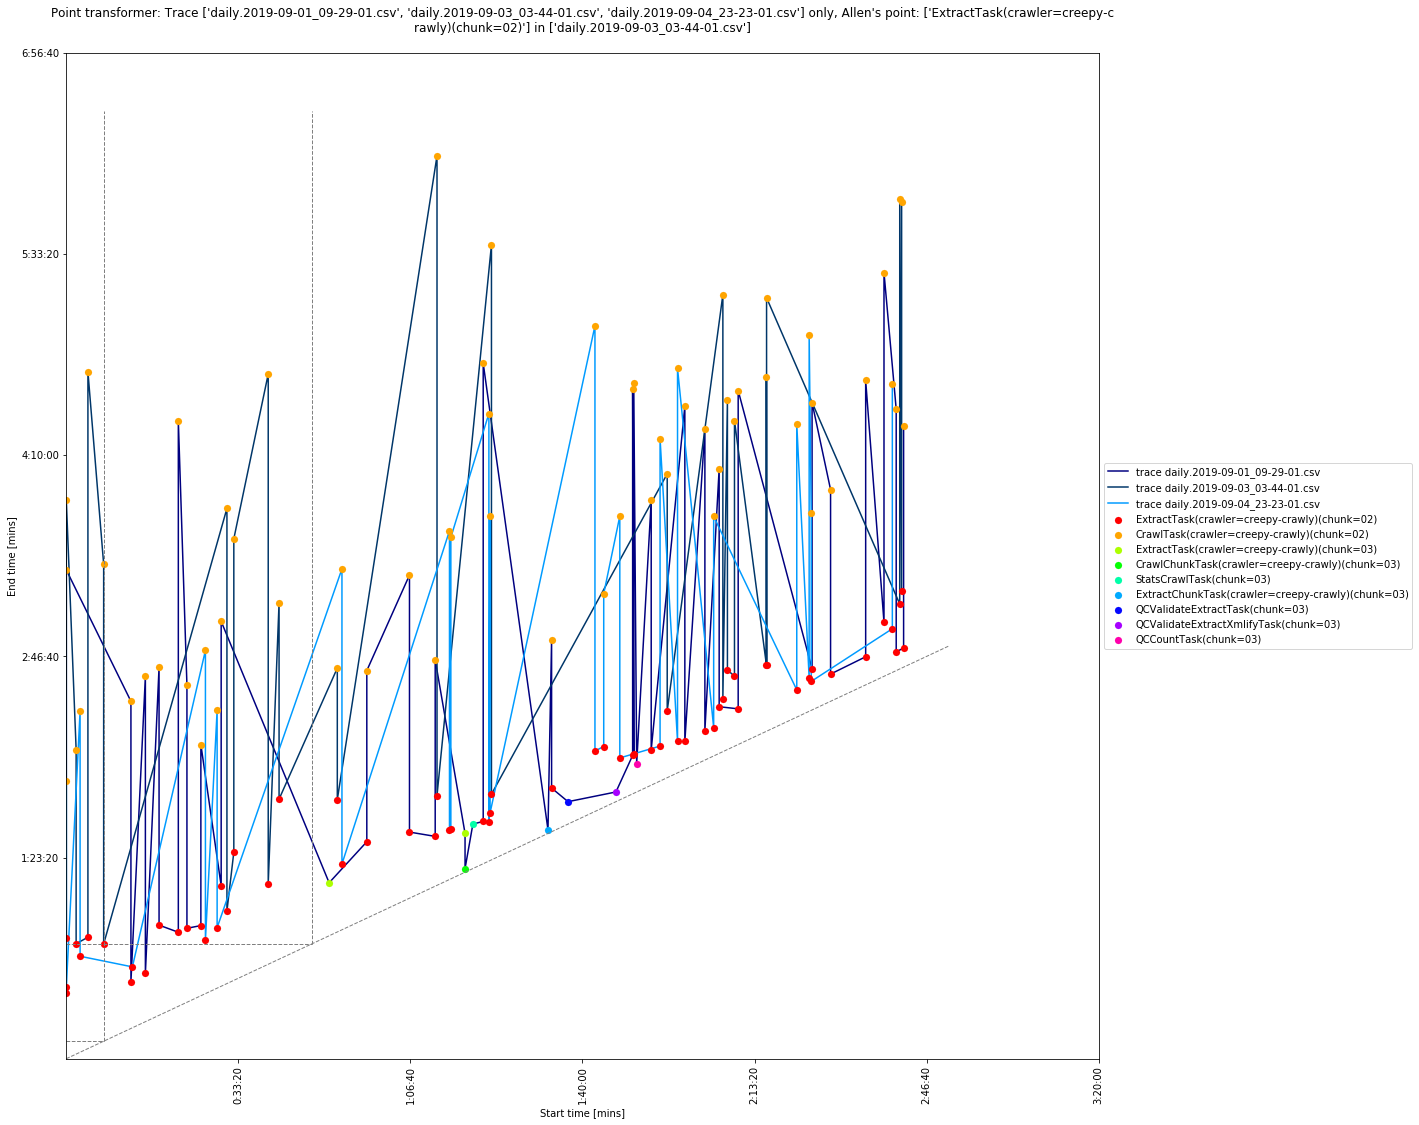 Point transformer: Trace ['daily.2019-09-01_09-29-01.csv', 'daily.2019-09-03_03-44-01.csv', 'daily.2019-09-04_23-23-01.csv'] only, Allen's point: ['ExtractTask(crawler=creepy-c
rawly)(chunk=02)'] in ['daily.2019-09-03_03-44-01.csv']
6:56:40
5:33:20
4:10:00
2:46:40
1:23:20
End time [mins]
0:33:20
1:06:40
1:40:00
2:13:20
2:46:40
3:20:00
Start time [mins]
trace daily.2019-09-01_09-29-01.csv
trace daily.2019-09-03_03-44-01.csv
trace daily.2019-09-04_23-23-01.csv
ExtractTask(crawler=creepy-crawly)(chunk=02)
CrawlTask(crawler=creepy-crawly)(chunk=02)
ExtractTask(crawler=creepy-crawly)(chunk=03)
CrawlChunkTask(crawler=creepy-crawly)(chunk=03)
StatsCrawlTask(chunk=03)
ExtractChunkTask(crawler=creepy-crawly)(chunk=03)
QCValidateExtractTask(chunk=03)
QCValidateExtractXmlifyTask(chunk=03)
QCCountTask(chunk=03)